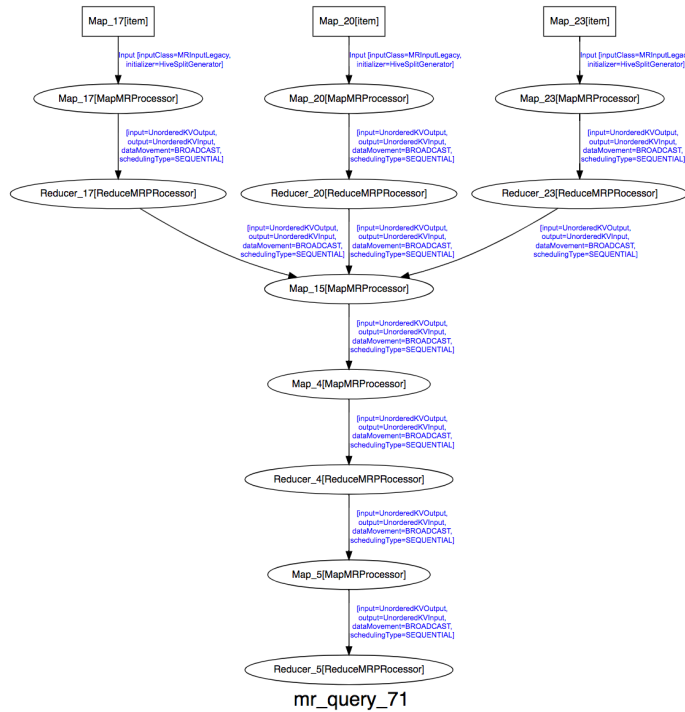 Map_17[item]
Map_20[item]
Map_23[item]
Input [inputClass=MRInputLegacy,
initializer=HiveSplitGenerator]
Input [inputClass=MRInputLegacy,
initializer=HiveSplitGenerator]
Input [inputClass=MRInputLegacy,
initializer=HiveSplitGenerator]
Map_17[MapMRProcessor]
Map_20[MapMRProcessor]
Map_23[MapMRProcessor]
[input=UnorderedKVOutput,
output=UnorderedKVInput,
dataMovement=BROADCAST,
schedulingType=SEQUENTIAL]
[input=UnorderedKVOutput,
output=UnorderedKVInput,
dataMovement=BROADCAST,
schedulingType=SEQUENTIAL]
[input=UnorderedKVOutput,
output=UnorderedKVInput,
dataMovement=BROADCAST,
schedulingType=SEQUENTIAL]
Reducer_17[ReduceMRPRocessor]
Reducer_20[ReduceMRPRocessor]
Reducer_23[ReduceMRPRocessor]
[input=UnorderedKVOutput,
output=UnorderedKVInput,
dataMovement=BROADCAST,
schedulingType=SEQUENTIAL]
[input=UnorderedKVOutput,
output=UnorderedKVInput,
dataMovement=BROADCAST,
schedulingType=SEQUENTIAL]
[input=UnorderedKVOutput,
output=UnorderedKVInput,
dataMovement=BROADCAST,
schedulingType=SEQUENTIAL]
Map_15[MapMRProcessor]
[input=UnorderedKVOutput,
output=UnorderedKVInput,
dataMovement=BROADCAST,
schedulingType=SEQUENTIAL]
Map_4[MapMRProcessor]
[input=UnorderedKVOutput,
output=UnorderedKVInput,
dataMovement=BROADCAST,
schedulingType=SEQUENTIAL]
Reducer_4[ReduceMRPRocessor]
[input=UnorderedKVOutput,
output=UnorderedKVInput,
dataMovement=BROADCAST,
schedulingType=SEQUENTIAL]
Map_5[MapMRProcessor]
[input=UnorderedKVOutput,
output=UnorderedKVInput,
dataMovement=BROADCAST,
schedulingType=SEQUENTIAL]
Reducer_5[ReduceMRPRocessor]
mr_query_71